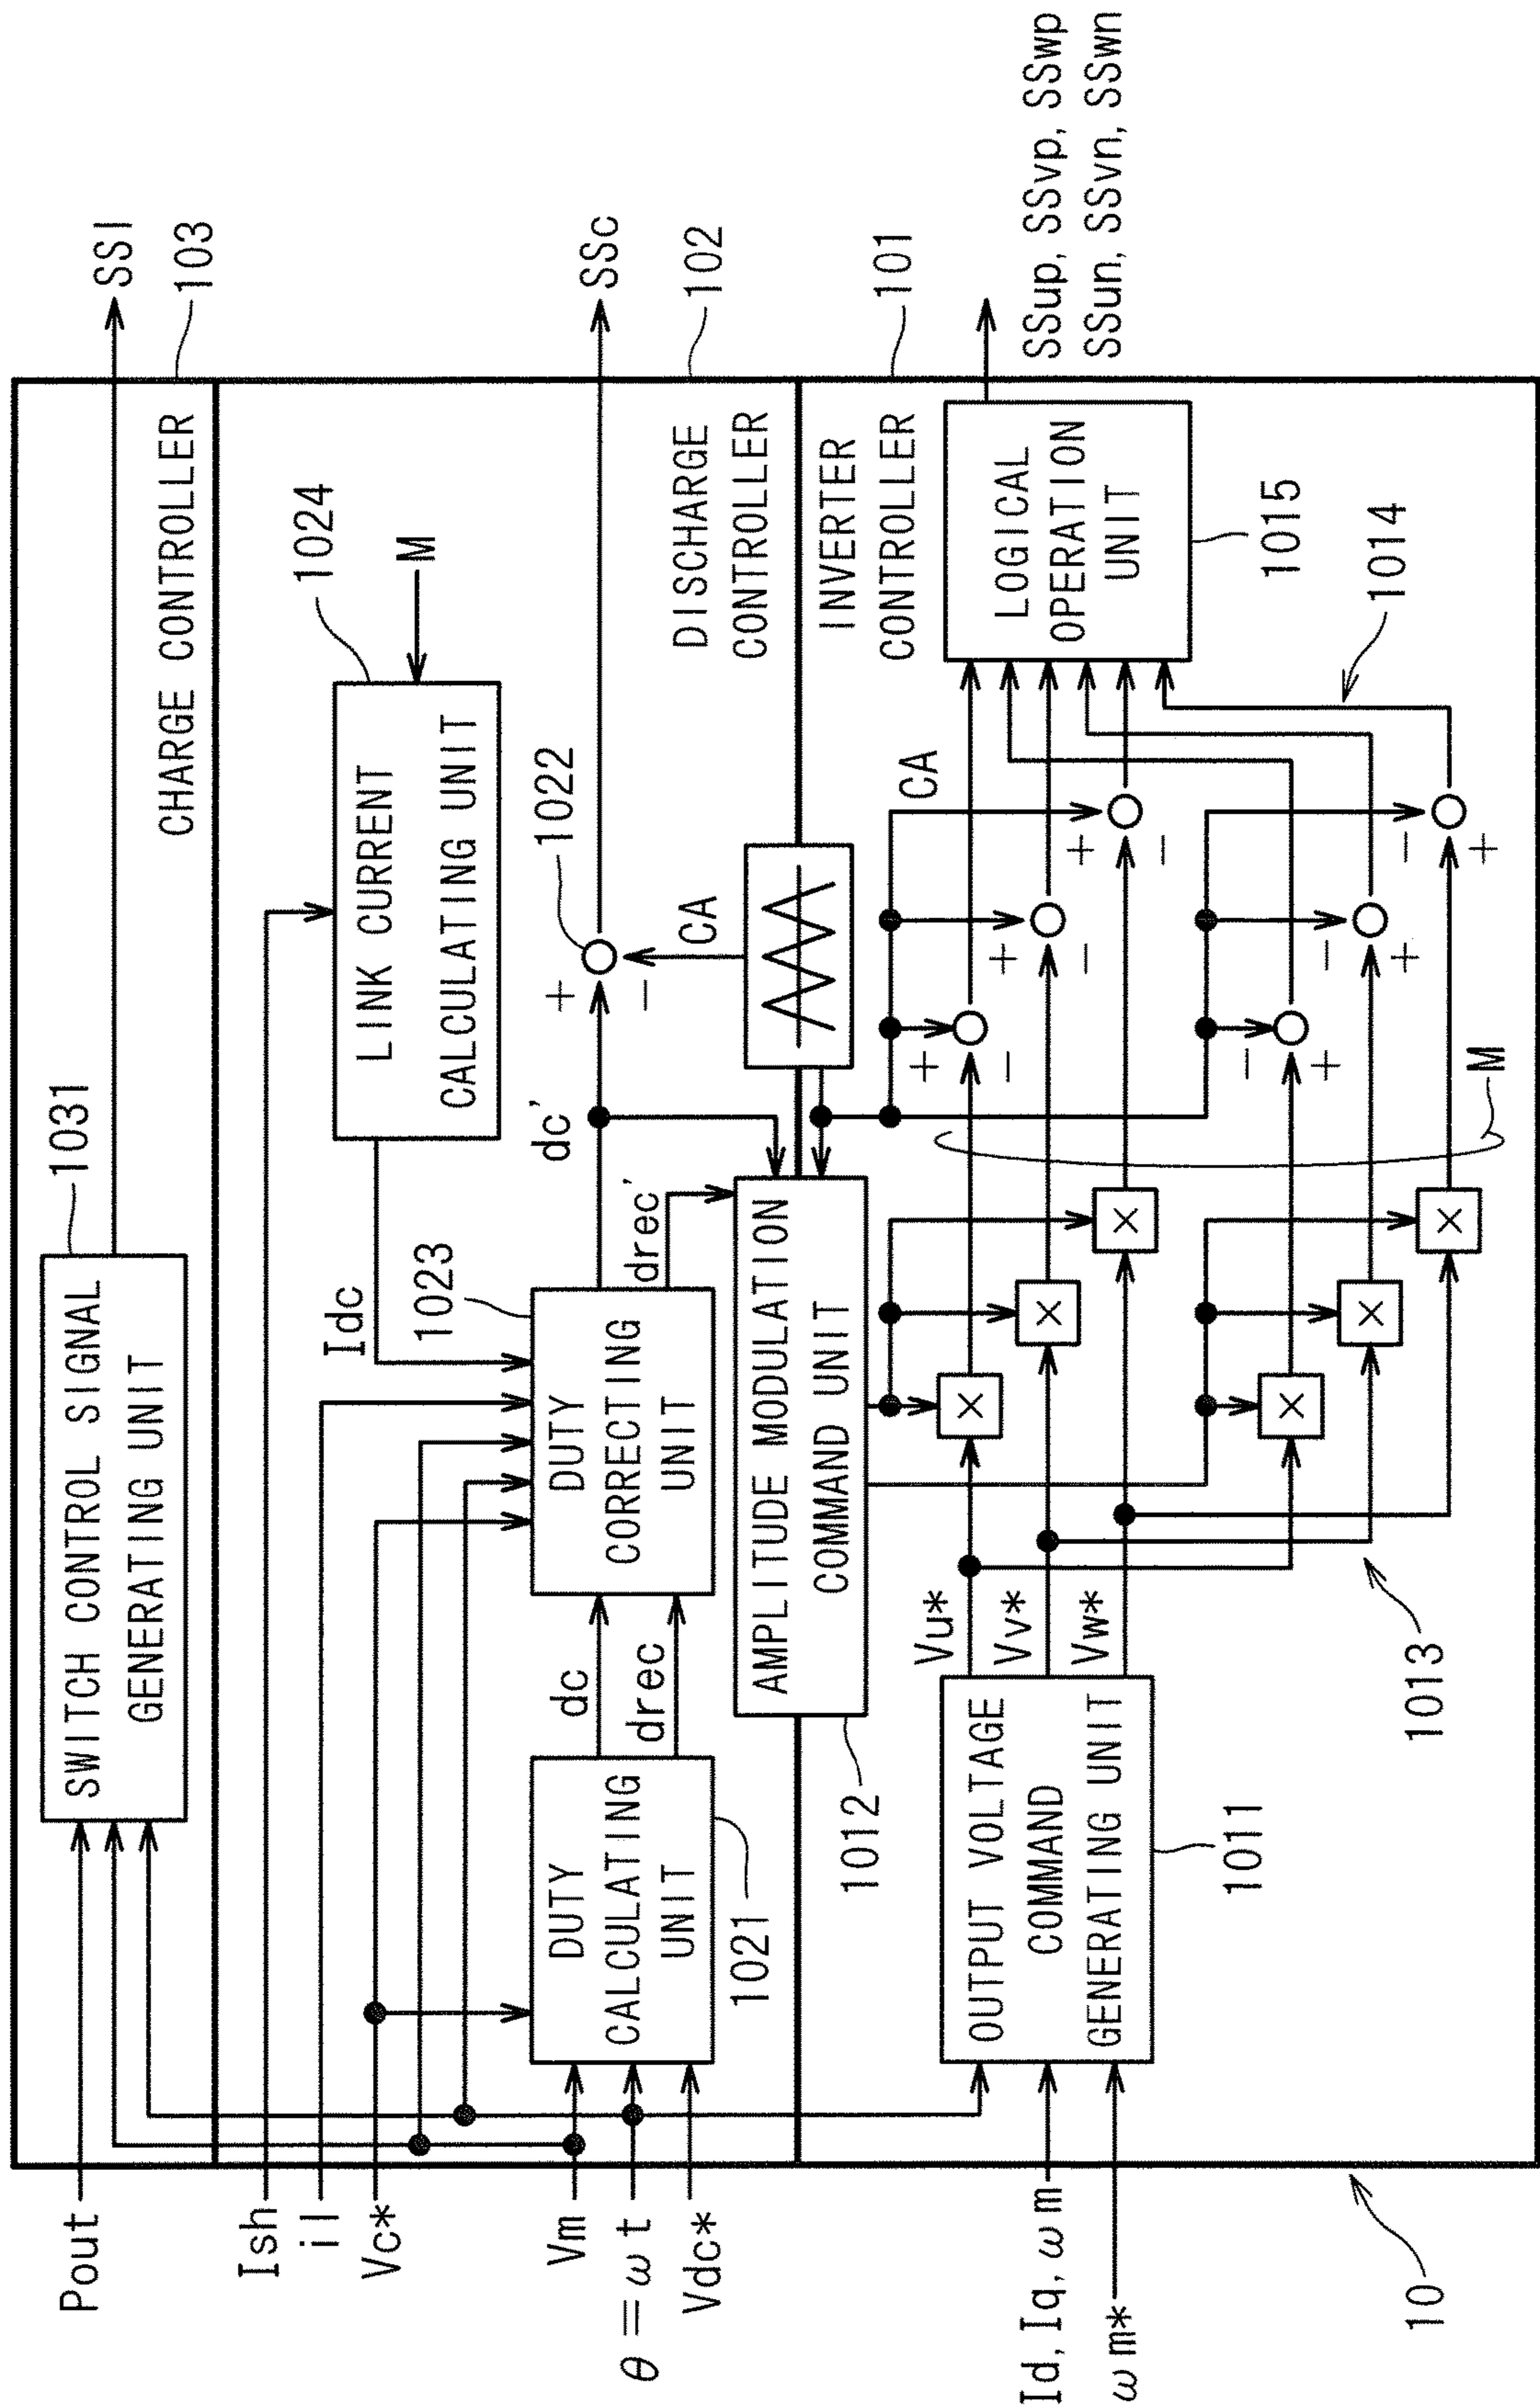 Pout
SWITCH CONTROL SIGNAL
GENERATING UNIT
1031
CHARGE CONTROLLER
SSl
103
Ish
il
Vc*
Idc
LINK CURRENT
CALCULATING UNIT
1024
M
Vm
θ=ωt
Vdc*
DUTY
CALCULATING
UNIT
1021
dc
drec
DUTY
CORRECTING
UNIT
1023
dc'
drec'
+
−
1022
CA
SSc
DISCHARGE
CONTROLLER
102
AMPLITUDE MODULATION
COMMAND UNIT
1012
INVERTER
CONTROLLER
101
Id, Iq, ωm
ωm*
OUTPUT VOLTAGE
COMMAND
GENERATING UNIT
1011
Vu*
Vv*
Vw*
×
×
×
×
×
×
1013
M
+
−
+
−
+
−
−
+
−
+
−
+
CA
1014
LOGICAL
OPERATION
UNIT
1015
SSup, SSvp, SSwp
SSun, SSvn, SSwn
10